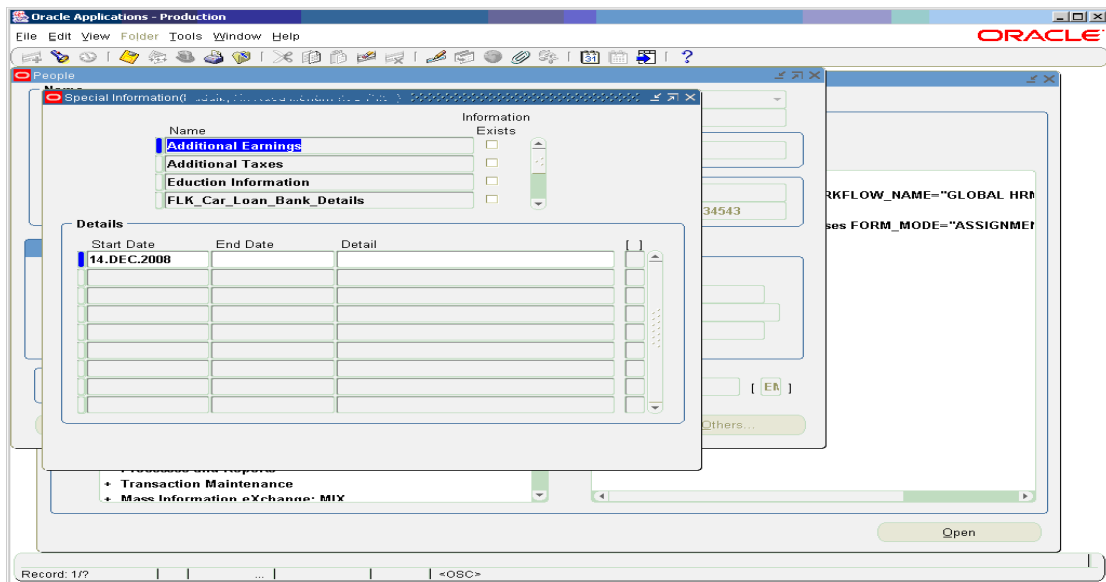 Oracle Applications - Production
File Edit View Folder Tools Window Help
ORACLE
People
Name
Special Information(
Information
Name Exists
Additional Earnings
Additional Taxes
Eduction Information
FLK_Car_Loan_Bank_Details
RKFLOW_NAME="GLOBAL HRM
34543
ses FORM_MODE="ASSIGNMEN
Details
Start Date End Date Detail [ ]
14.DEC.2008
[ EM ]
Others...
Processes and Reports
+ Transaction Maintenance
+ Mass Information eXchange: MIX
Open
Record: 1/? ... <OSC>